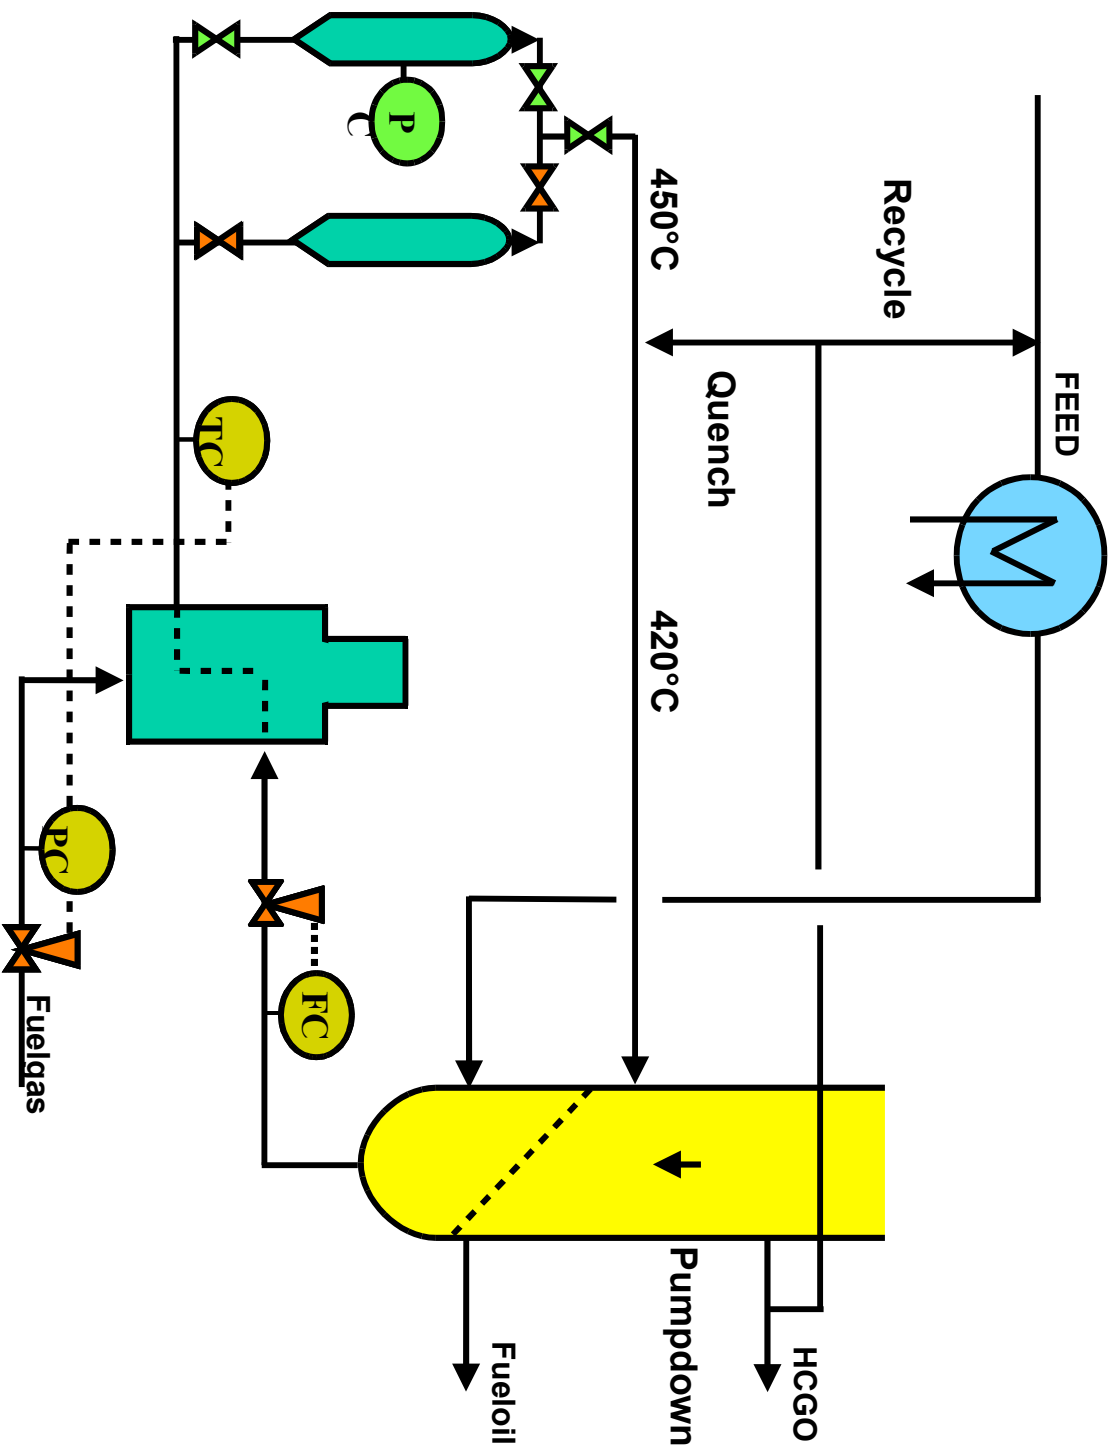 FEED
Recycle
HCGO
Quench
Pumpdown
450°C
420°C
Fueloil
P
C
FC
TC
PC
Fuelgas